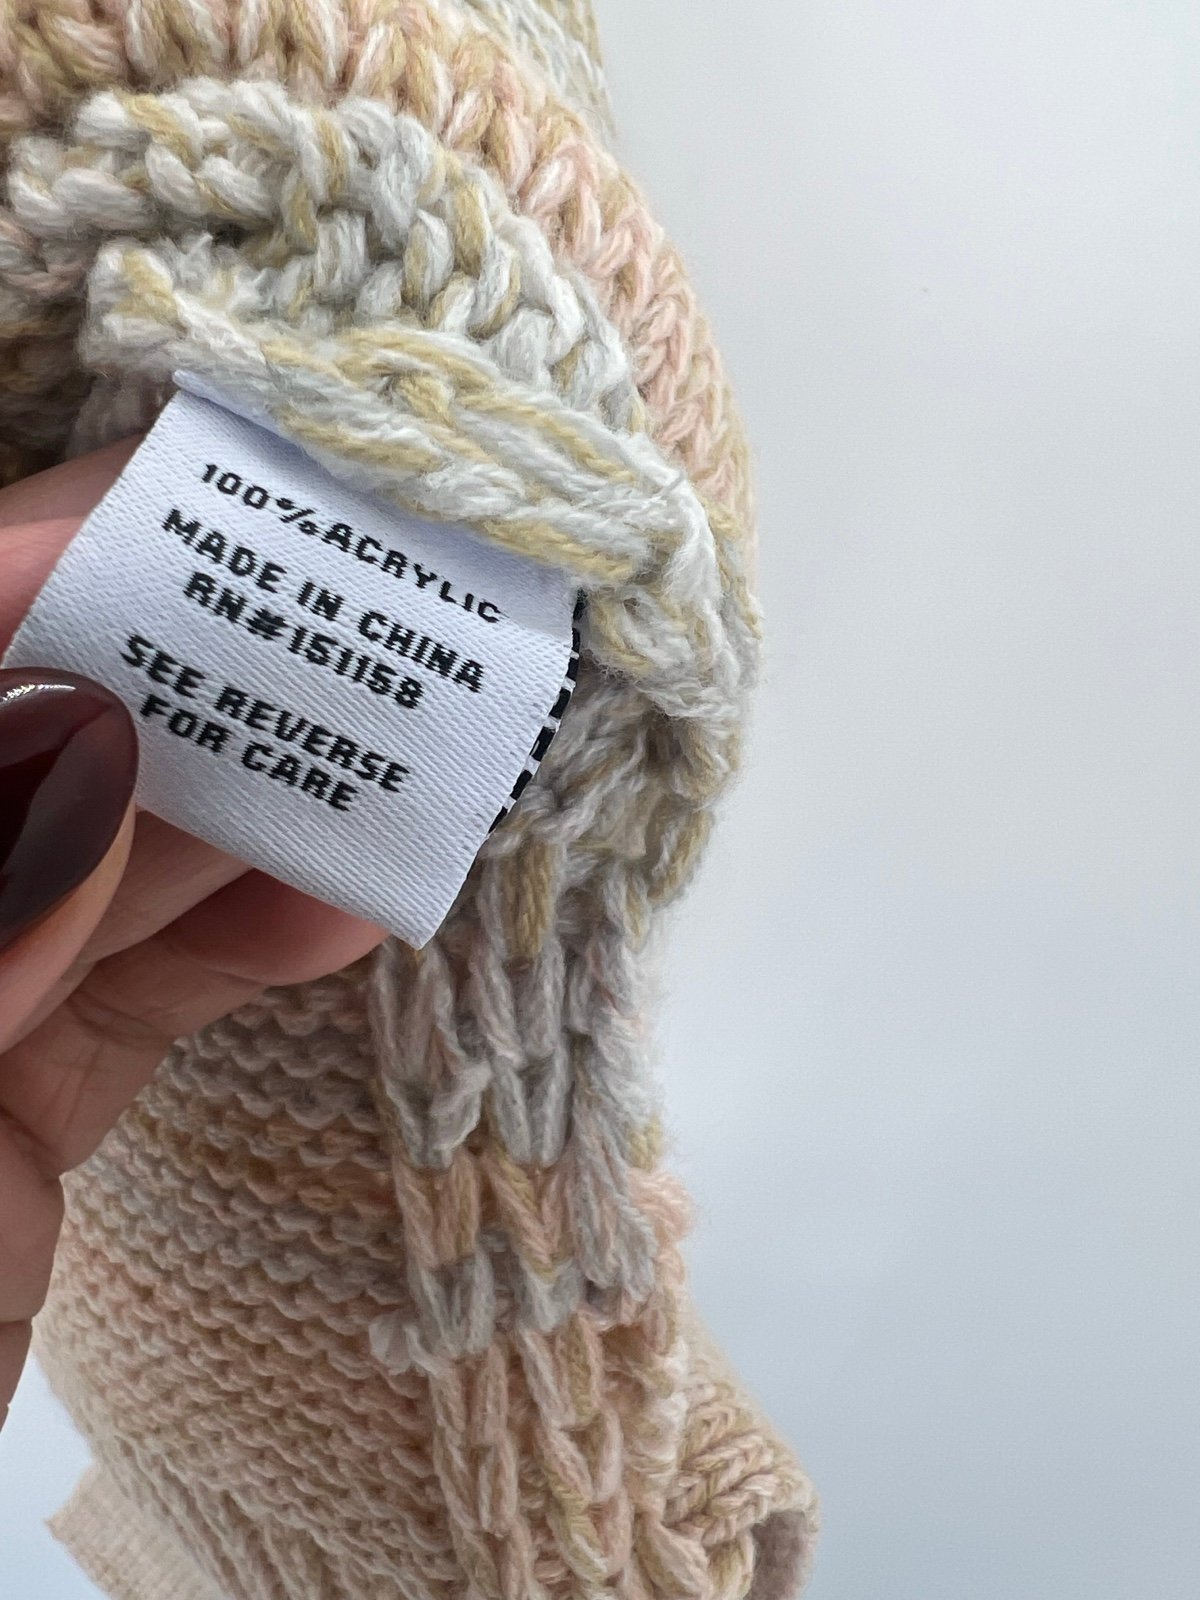 100% ACRYLIC
MADE IN CHINA
RN#151158
SEE REVERSE
FOR CARE